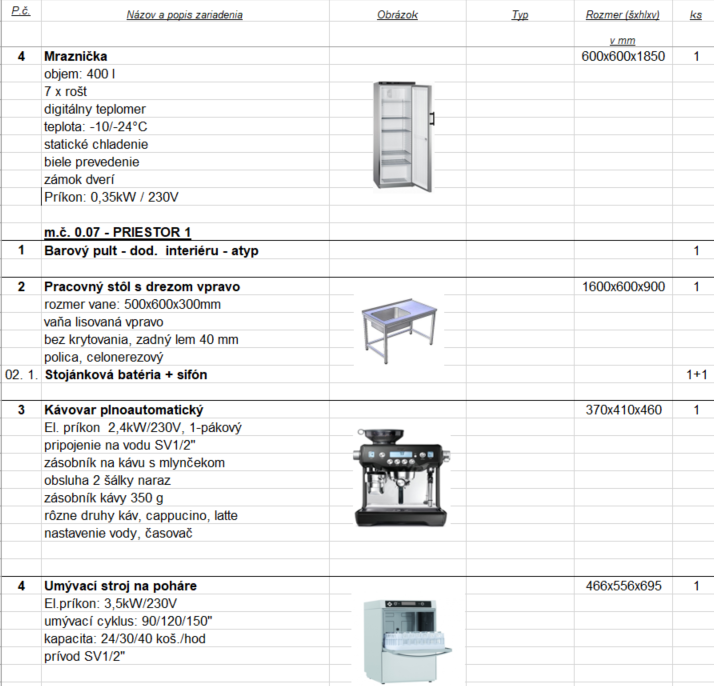 P.č. Názov a popis zariadenia Obrázok Typ Rozmer (šxhlxv) ks
v mm
4 Mraznička 600x600x1850 1
objem: 400 l
7 x rošt
digitálny teplomer
teplota: -10/-24°C
statické chladenie
biele prevedenie
zámok dverí
Príkon: 0,35kW / 230V
m.č. 0.07 - PRIESTOR 1
1 Barový pult - dod. interiéru - atyp 1
2 Pracovný stôl s drezom vpravo 1600x600x900 1
rozmer vane: 500x600x300mm
vaňa lisovaná vpravo
bez krytovania, zadný lem 40 mm
polica, celonerezový
02. 1. Stojánková batéria + sifón 1+1
3 Kávovar plnoautomatický 370x410x460 1
El. príkon 2,4kW/230V, 1-pákový
pripojenie na vodu SV1/2"
zásobník na kávu s mlynčekom
obsluha 2 šálky naraz
zásobník kávy 350 g
rôzne druhy káv, cappucino, latte
nastavenie vody, časovač
4 Umývací stroj na poháre 466x556x695 1
El.príkon: 3,5kW/230V
umývací cyklus: 90/120/150"
kapacita: 24/30/40 koš./hod
prívod SV1/2"